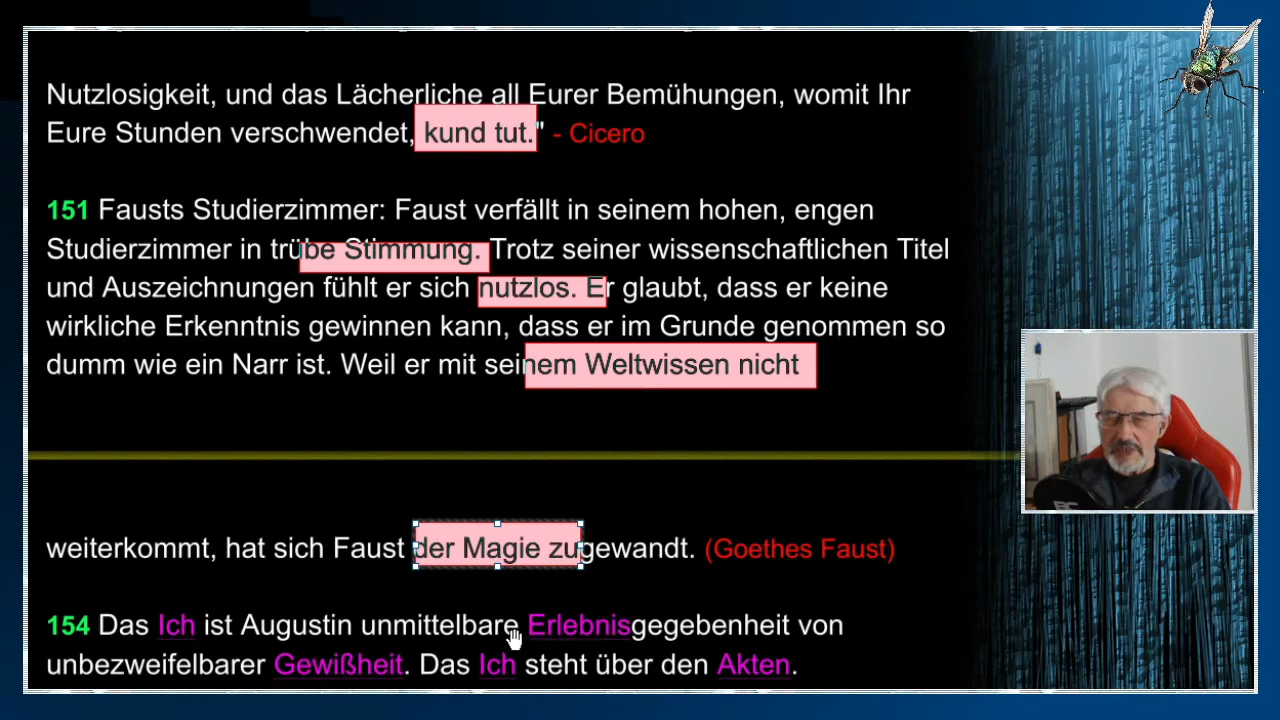 Nutzlosigkeit, und das Lächerliche all Eurer Bemühungen, womit Ihr
Eure Stunden verschwendet, kund tut." - Cicero
151 Fausts Studierzimmer: Faust verfällt in seinem hohen, engen
Studierzimmer in trübe Stimmung. Trotz seiner wissenschaftlichen Titel
und Auszeichnungen fühlt er sich nutzlos. Er glaubt, dass er keine
wirkliche Erkenntnis gewinnen kann, dass er im Grunde genommen so
dumm wie ein Narr ist. Weil er mit seinem Weltwissen nicht
weiterkommt, hat sich Faust der Magie zugewandt. (Goethes Faust)
154 Das Ich ist Augustin unmittelbare Erlebnisgegebenheit von
unbezweifelbarer Gewißheit. Das Ich steht über den Akten.